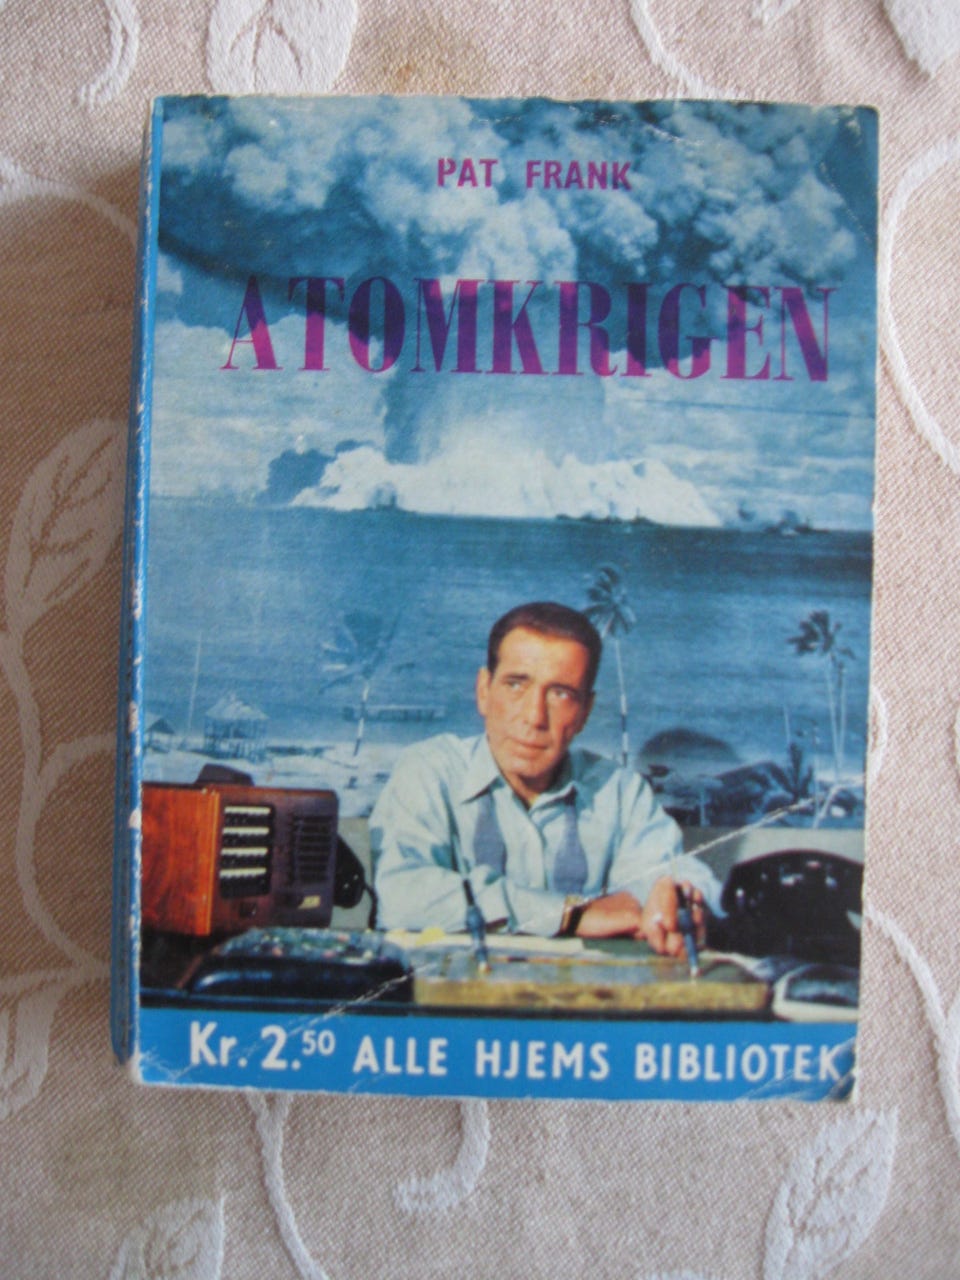 PAT FRANK
ATOMKRIGEN
Kr. 2.50 ALLE HJEMS BIBLIOTEK